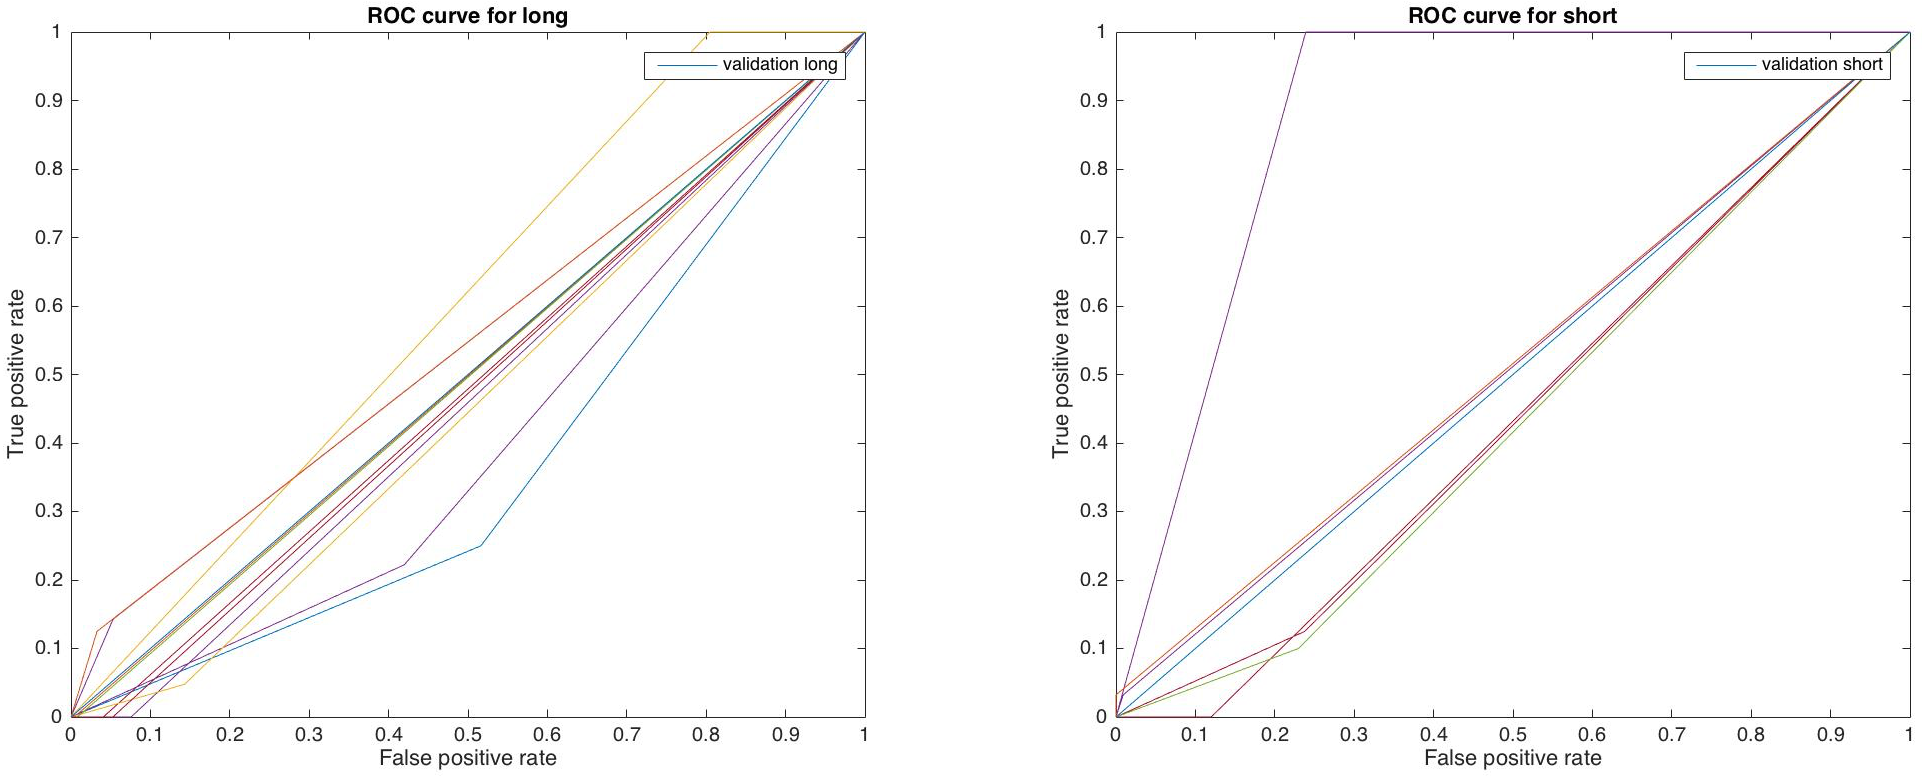 ROC curve for long
1
0.9
0.8
0.7
0.6
0.5
0.4
0.3
0.2
0.1
0
True positive rate
validation long
0 0.1 0.2 0.3 0.4 0.5 0.6 0.7 0.8 0.9 1
False positive rate
ROC curve for short
1
0.9
0.8
0.7
0.6
0.5
0.4
0.3
0.2
0.1
0
True positive rate
validation short
0 0.1 0.2 0.3 0.4 0.5 0.6 0.7 0.8 0.9 1
False positive rate